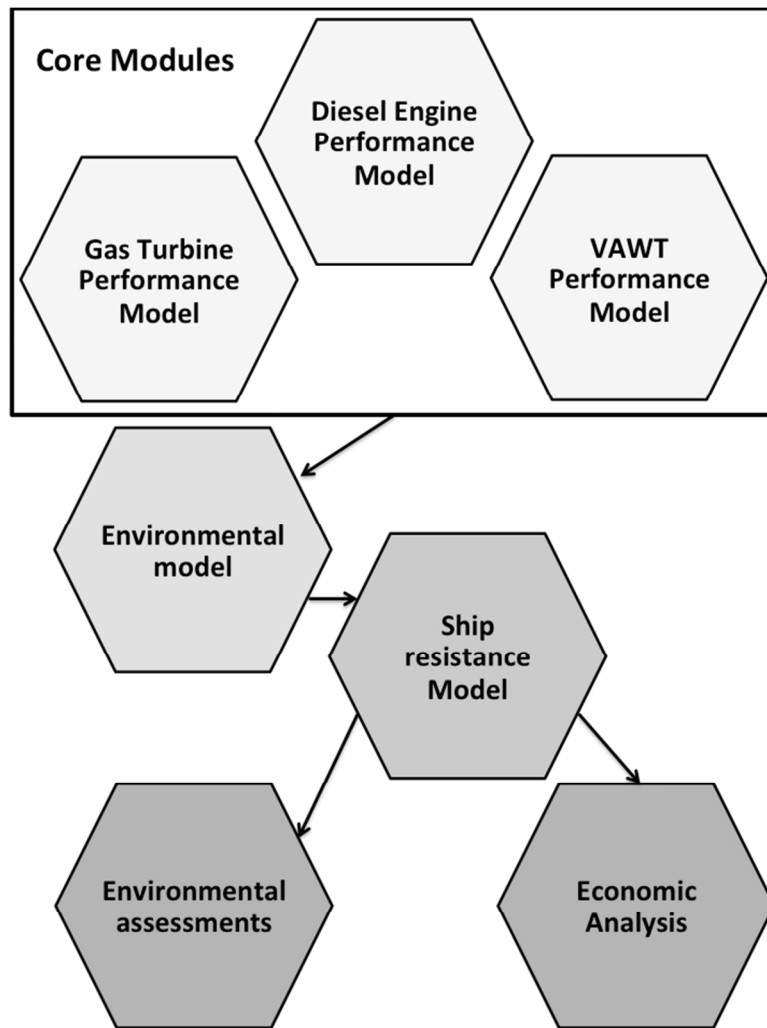 Core Modules
Diesel Engine
Performance
Model
Gas Turbine
Performance
Model
VAWT
Performance
Model
Environmental
model
Ship
resistance
Model
Environmental
assessments
Economic
Analysis